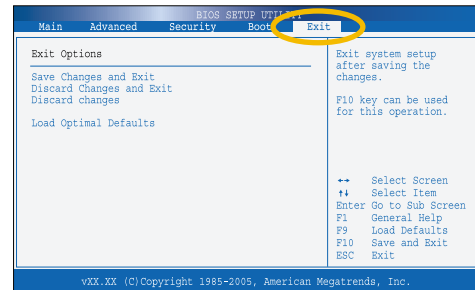 BIOS SETUP UTILITY
Main Advanced Security Boot Exit
Exit Options
Save Changes and Exit
Discard Changes and Exit
Discard changes
Load Optimal Defaults
Exit system setup
after saving the
changes.
F10 key can be used
for this operation.
↔ Select Screen
↑↓ Select Item
Enter Go to Sub Screen
F1 General Help
F9 Load Defaults
F10 Save and Exit
ESC Exit
vXX.XX (C)Copyright 1985-2005, American Megatrends, Inc.